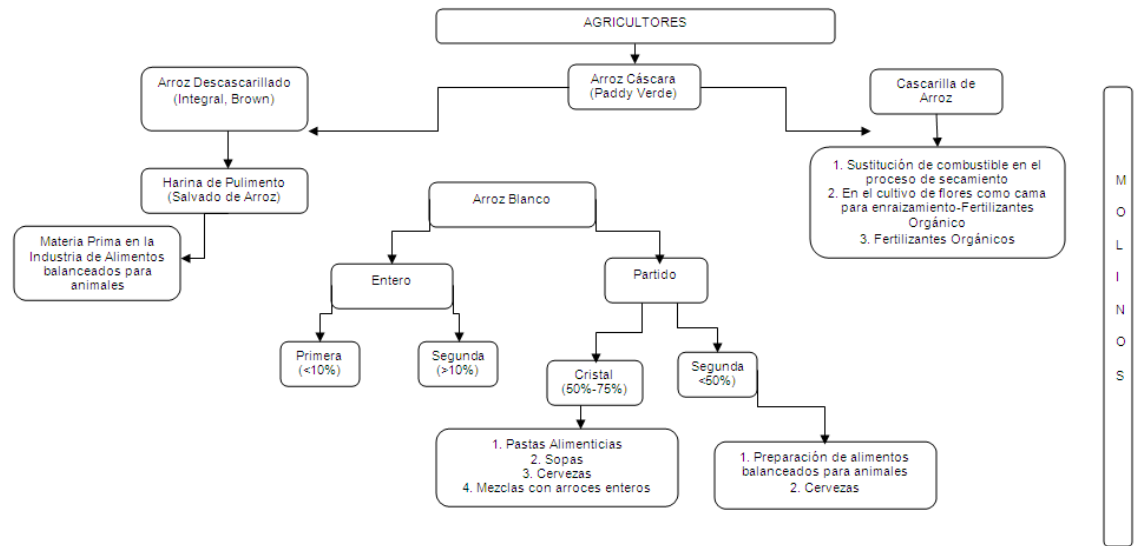 AGRICULTORES
Arroz Descascarillado
(Integral, Brown)
Arroz Cáscara
(Paddy Verde)
Cascarilla de
Arroz
Harina de Pulimento
(Salvado de Arroz)
1. Sustitución de combustible en el
proceso de secamiento
2. En el cultivo de flores como cama
para enraizamiento-Fertilizantes
Orgánico
3. Fertilizantes Orgánicos
Arroz Blanco
Materia Prima en la
Industria de Alimentos
balanceados para
animales
Entero
Partido
Primera
(<10%)
Segunda
(>10%)
Cristal
(50%-75%)
Segunda
<50%)
1. Pastas Alimenticias
2. Sopas
3. Cervezas
4. Mezclas con arroces enteros
1. Preparación de alimentos
balanceados para animales
2. Cervezas
M
O
L
I
N
O
S